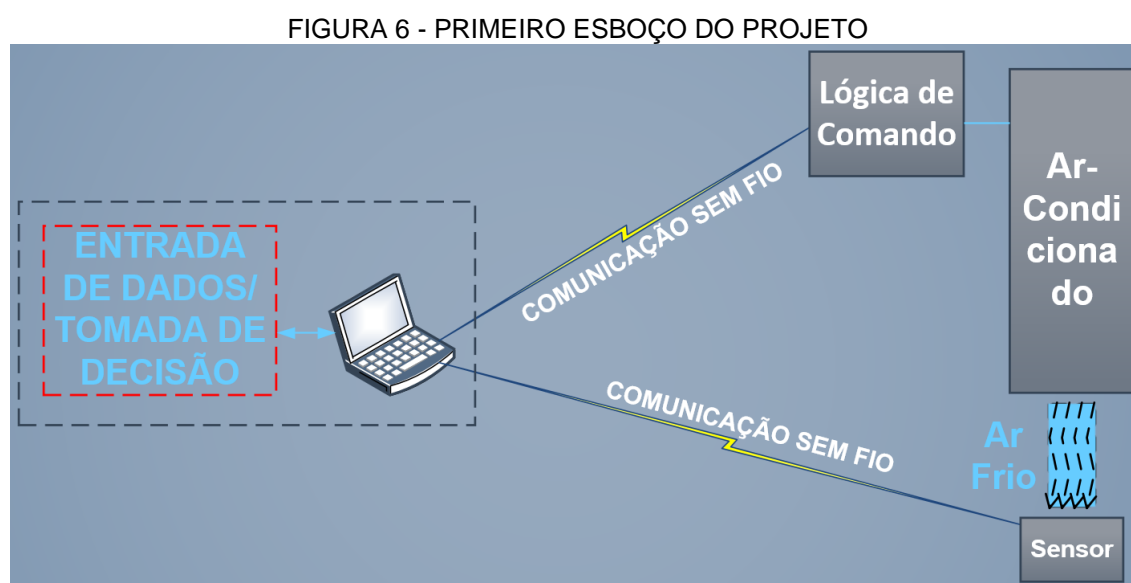 FIGURA 6 - PRIMEIRO ESBOÇO DO PROJETO
Lógica de
Comando
Ar-
Condi
ciona
do
COMUNICAÇÃO SEM FIO
ENTRADA
DE DADOS/
TOMADA DE
DECISÃO
COMUNICAÇÃO SEM FIO
Ar
Frio
Sensor